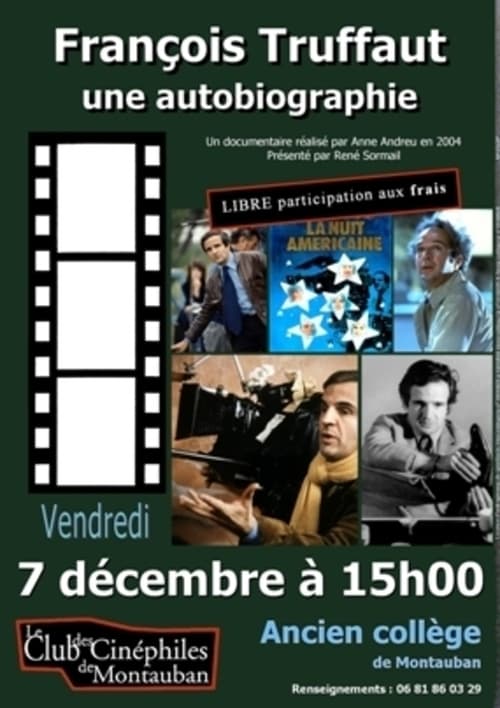 François Truffaut
une autobiographie
Un documentaire réalisé par Anne Andreu en 2004
Présenté par René Sormail
LIBRE participation aux frais
LA NUIT
AMERICAINE
Vendredi
7 décembre à 15h00
Le
Club des Cinéphiles
de Montauban
Ancien collège
de Montauban
Renseignements : 06 81 86 03 29